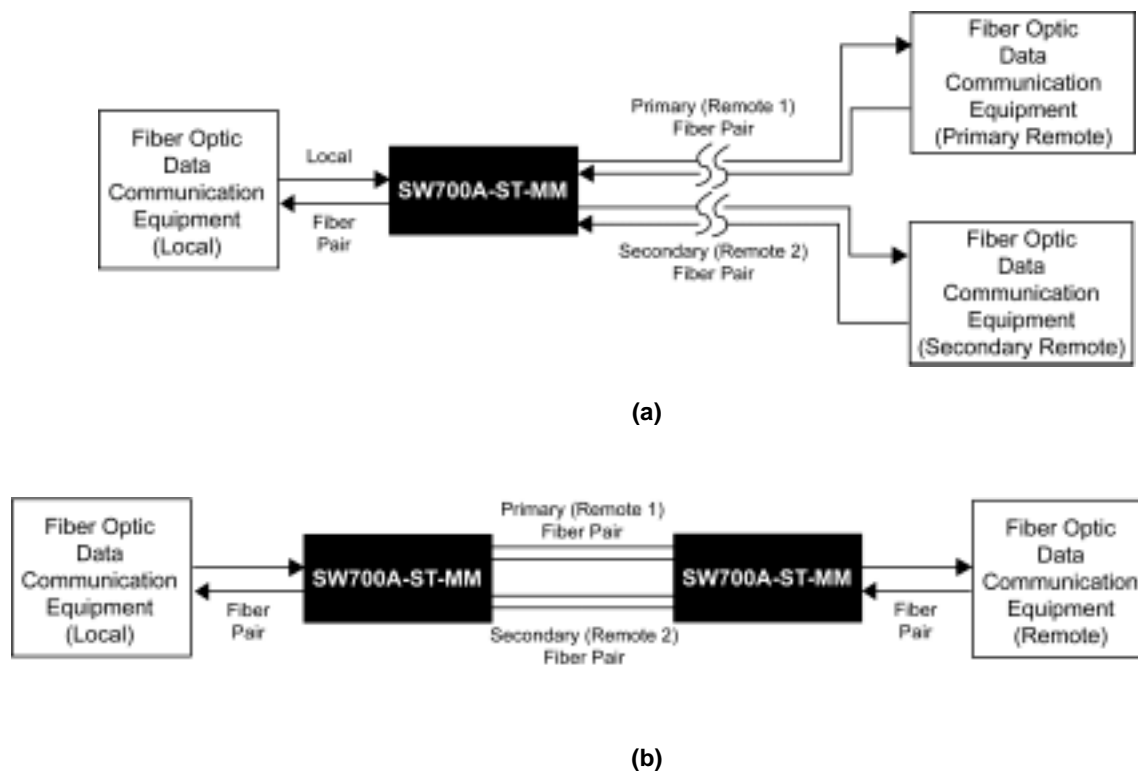 Fiber Optic
Data
Communication
Equipment
(Local)
Local
Fiber
Pair
SW700A-ST-MM
Primary (Remote 1)
Fiber Pair
Secondary (Remote 2)
Fiber Pair
Fiber Optic
Data
Communication
Equipment
(Primary Remote)
Fiber Optic
Data
Communication
Equipment
(Secondary Remote)
(a)
Fiber Optic
Data
Communication
Equipment
(Local)
Fiber
Pair
SW700A-ST-MM
Primary (Remote 1)
Fiber Pair
Secondary (Remote 2)
Fiber Pair
SW700A-ST-MM
Fiber
Pair
Fiber Optic
Data
Communication
Equipment
(Remote)
(b)